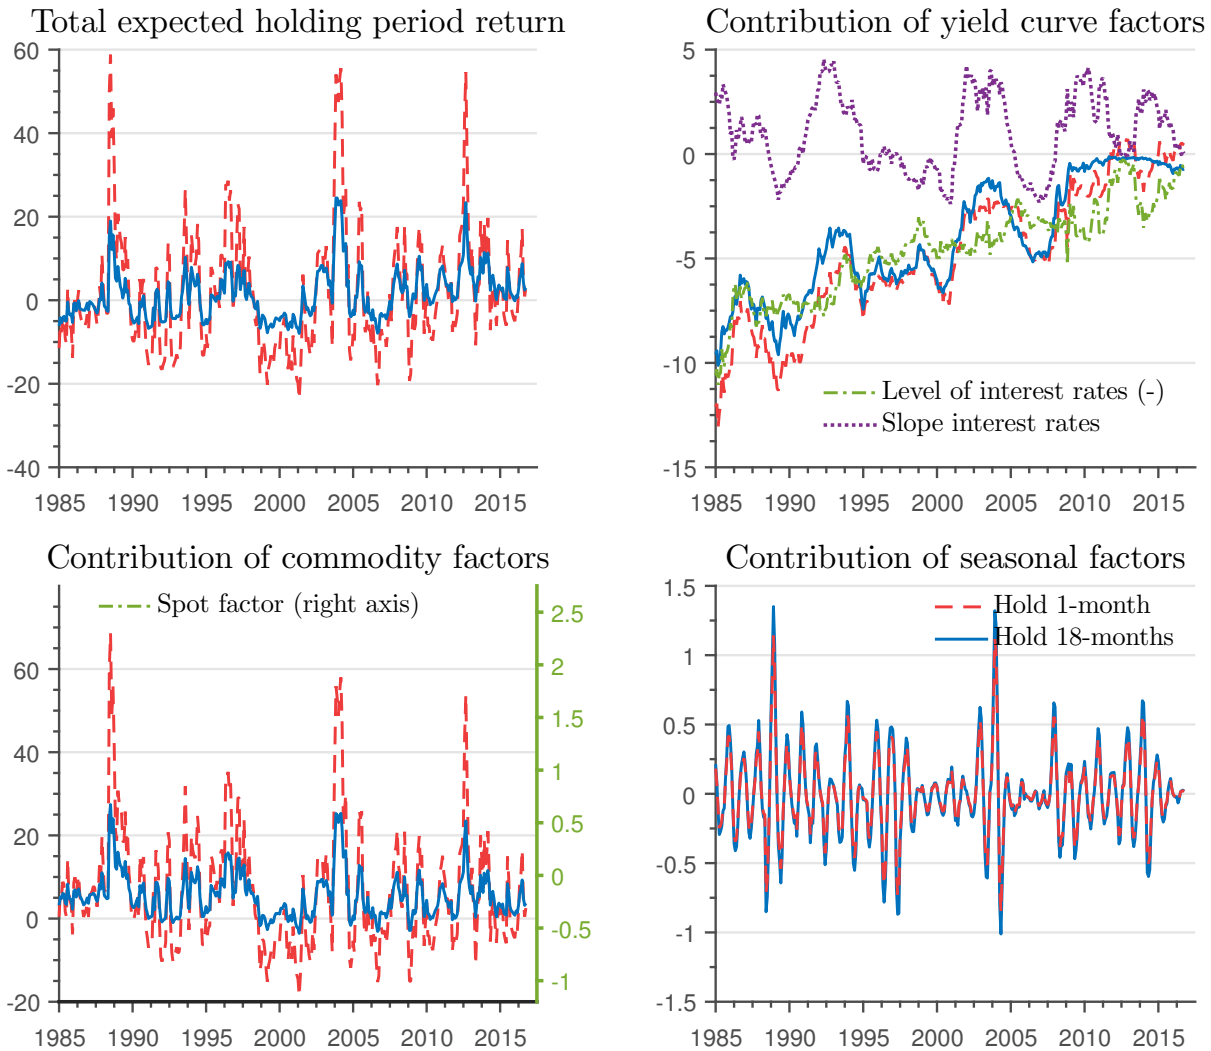 Total expected holding period return
60
40
20
0
-20
-40
1985 1990 1995 2000 2005 2010 2015
Contribution of yield curve factors
5
0
-5
-10
-15
Level of interest rates (-)
Slope interest rates
1985 1990 1995 2000 2005 2010 2015
Contribution of commodity factors
Spot factor (right axis)
60
40
20
0
-20
2.5
2
1.5
1
0.5
0
-0.5
-1
1985 1990 1995 2000 2005 2010 2015
Contribution of seasonal factors
1.5
1
0.5
0
-0.5
-1
-1.5
Hold 1-month
Hold 18-months
1985 1990 1995 2000 2005 2010 2015